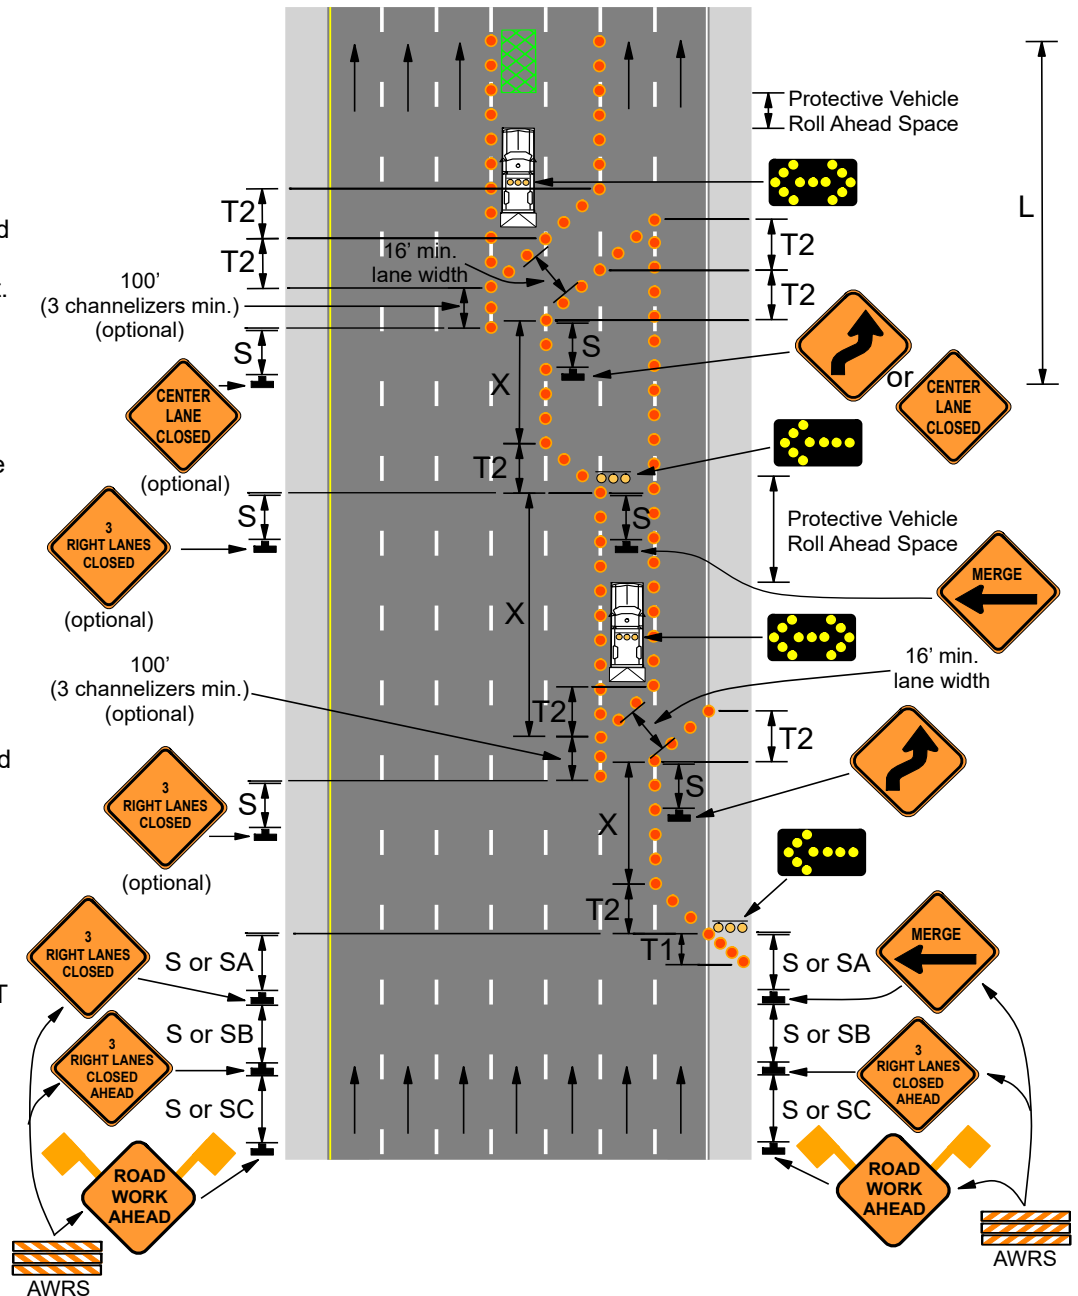 Protective Vehicle
Roll Ahead Space
L
T2
d
T2
T2
16' min.
lane width
100'
t.
(3 channelizers min.)
(optional)
T2
S
S
or
CENTER
LANE
CLOSED
X
CENTER
LANE
CLOSED
e
T2
(optional)
S
S
3
RIGHT LANES
CLOSED
(optional)
Protective Vehicle
Roll Ahead Space
MERGE
X
16' min.
lane width
100'
(3 channelizers min.)
(optional)
T2
T2
d
3
RIGHT LANES
CLOSED
(optional)
S
S
X
T2
3
RIGHT LANES
CLOSED
MERGE
T1
S or SA
S or SA
T
S or SB
S or SB
3
RIGHT LANES
CLOSED
AHEAD
3
RIGHT LANES
CLOSED
AHEAD
S or SC
S or SC
ROAD
WORK
AHEAD
ROAD
WORK
AHEAD
AWRS
AWRS